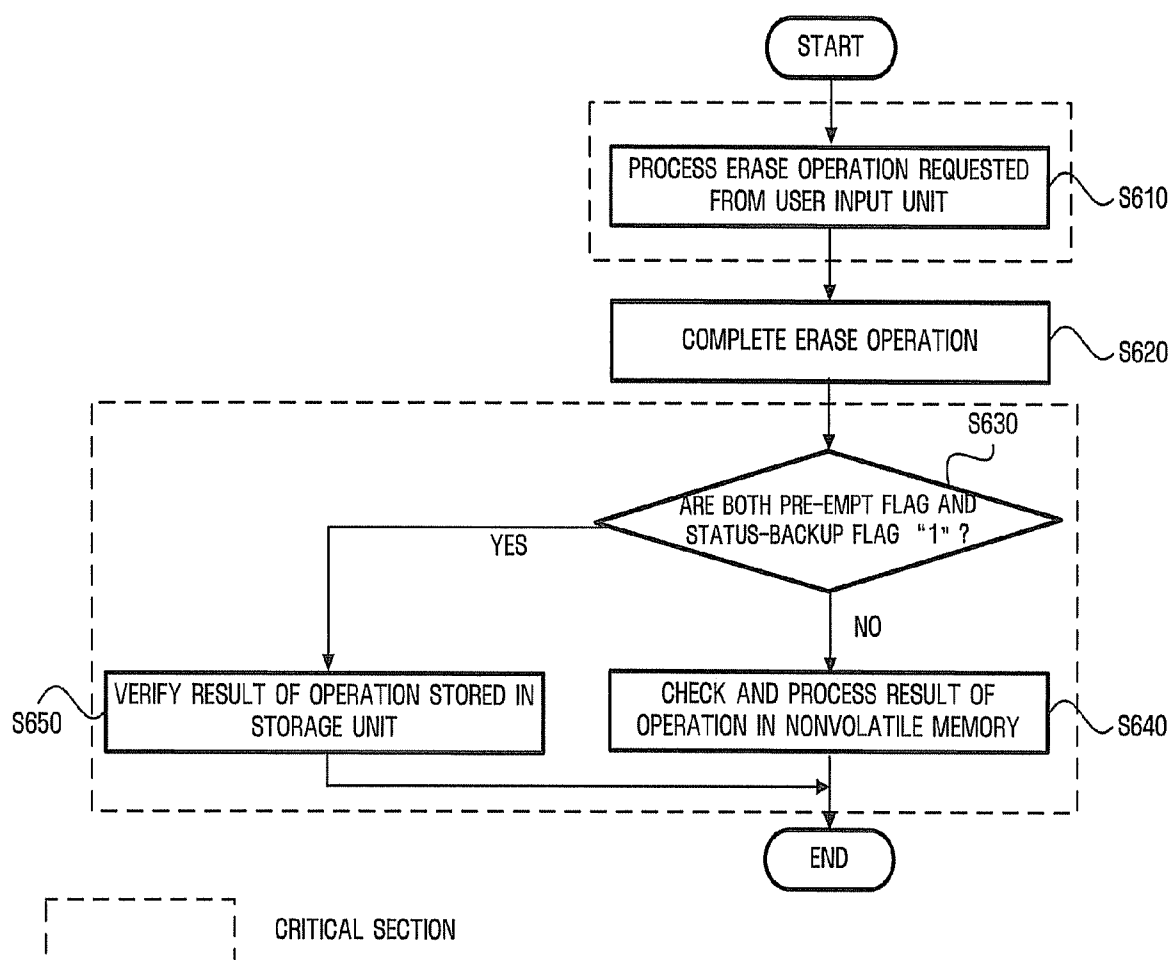 START
PROCESS ERASE OPERATION REQUESTED
FROM USER INPUT UNIT
S610
COMPLETE ERASE OPERATION
S620
S630
ARE BOTH PRE-EMPT FLAG AND
STATUS-BACKUP FLAG "1" ?
YES
NO
VERIFY RESULT OF OPERATION STORED IN
STORAGE UNIT
S650
CHECK AND PROCESS RESULT OF
OPERATION IN NONVOLATILE MEMORY
S640
END
CRITICAL SECTION